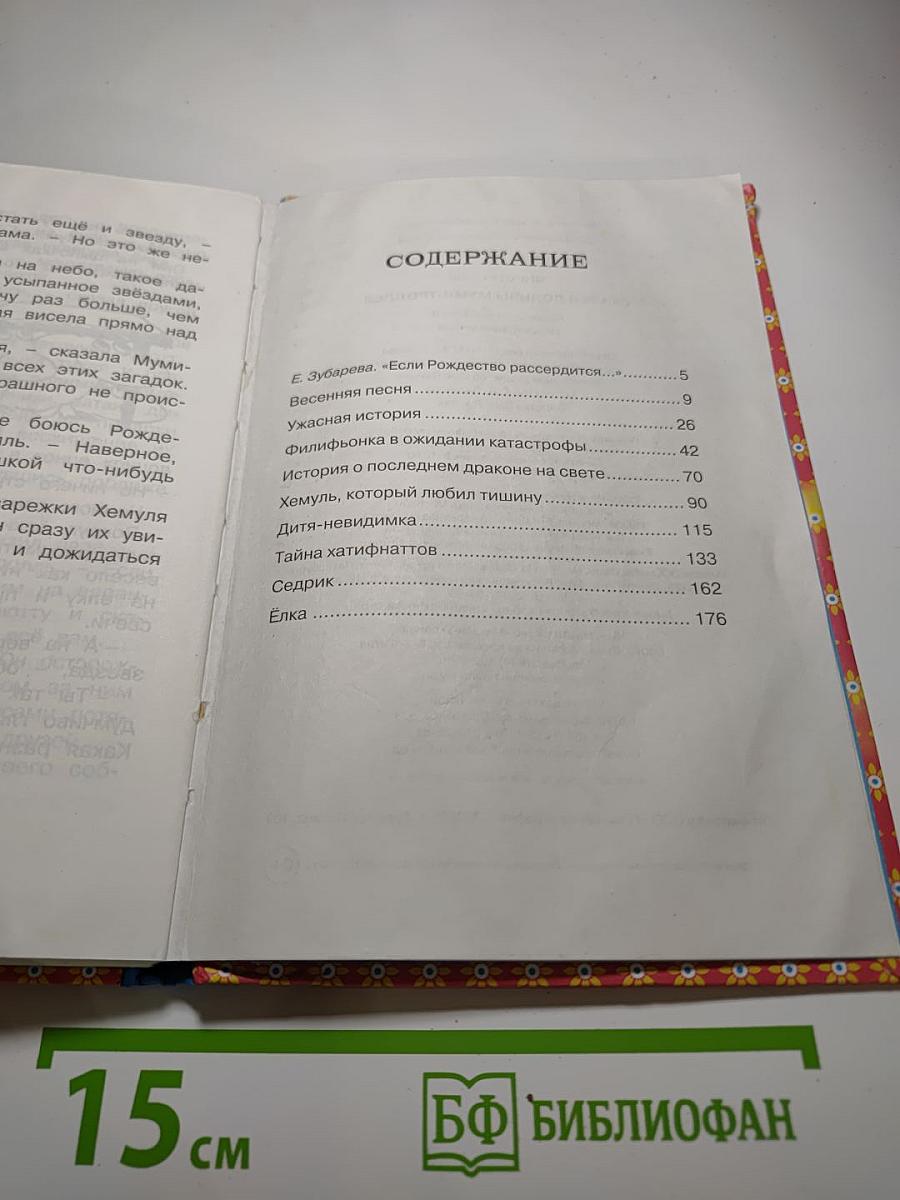 стать ещё и звезду, –
ама. – Но это же не-
на небо, такое да-
усыпанное звёздами,
чу раз больше, чем
ая висела прямо над
я, – сказала Муми-
всех этих загадок.
рашного не проис-
е боюсь Рожде-
ль. – Наверное,
шкой что-нибудь
варежки Хемуля
н сразу их уви-
и дожидаться
СОДЕРЖАНИЕ
Е. Зубарева. «Если Рождество рассердится...»...........5
Весенняя песня...........9
Ужасная история...........26
Филифьонка в ожидании катастрофы...........42
История о последнем драконе на свете...........70
Хемуль, который любил тишину...........90
Дитя-невидимка...........115
Тайна хатифнаттов...........133
Седрик...........162
Ёлка...........176
15 см
БФ БИБЛИОФАН